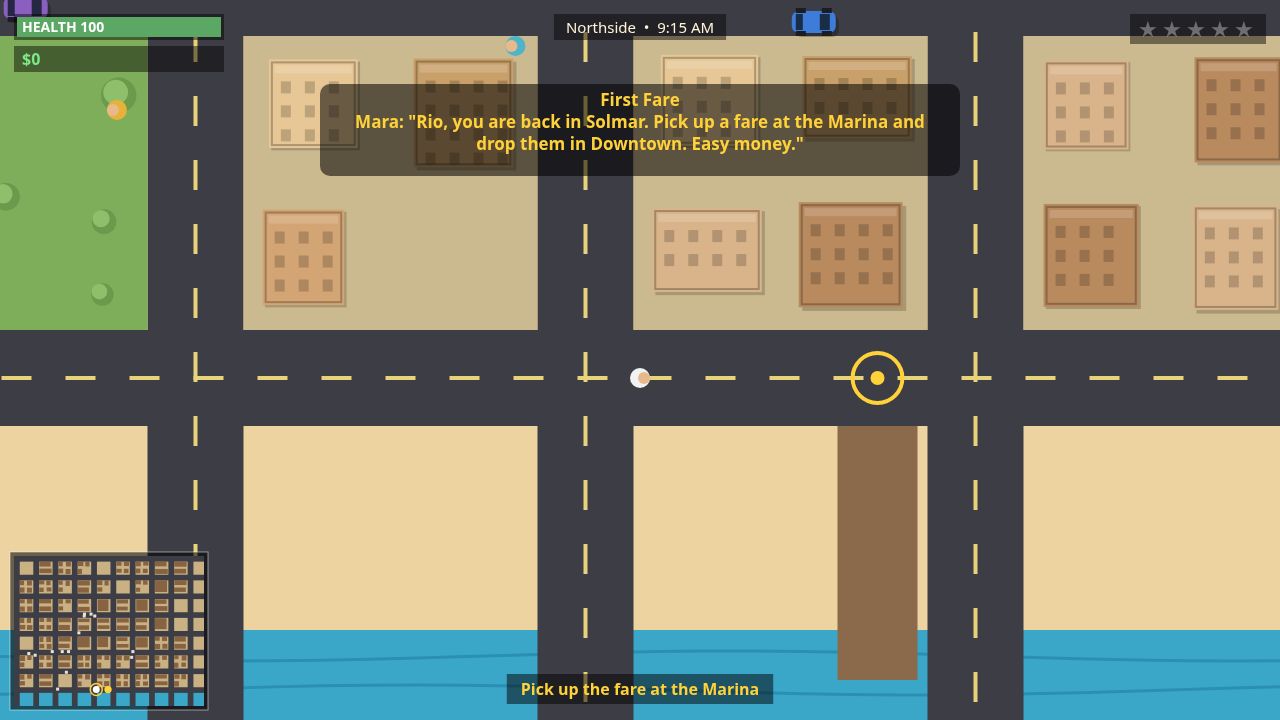 HEALTH 100
$0
Northside • 9:15 AM
First Fare
Mara: "Rio, you are back in Solmar. Pick up a fare at the Marina and
drop them in Downtown. Easy money."
Pick up the fare at the Marina